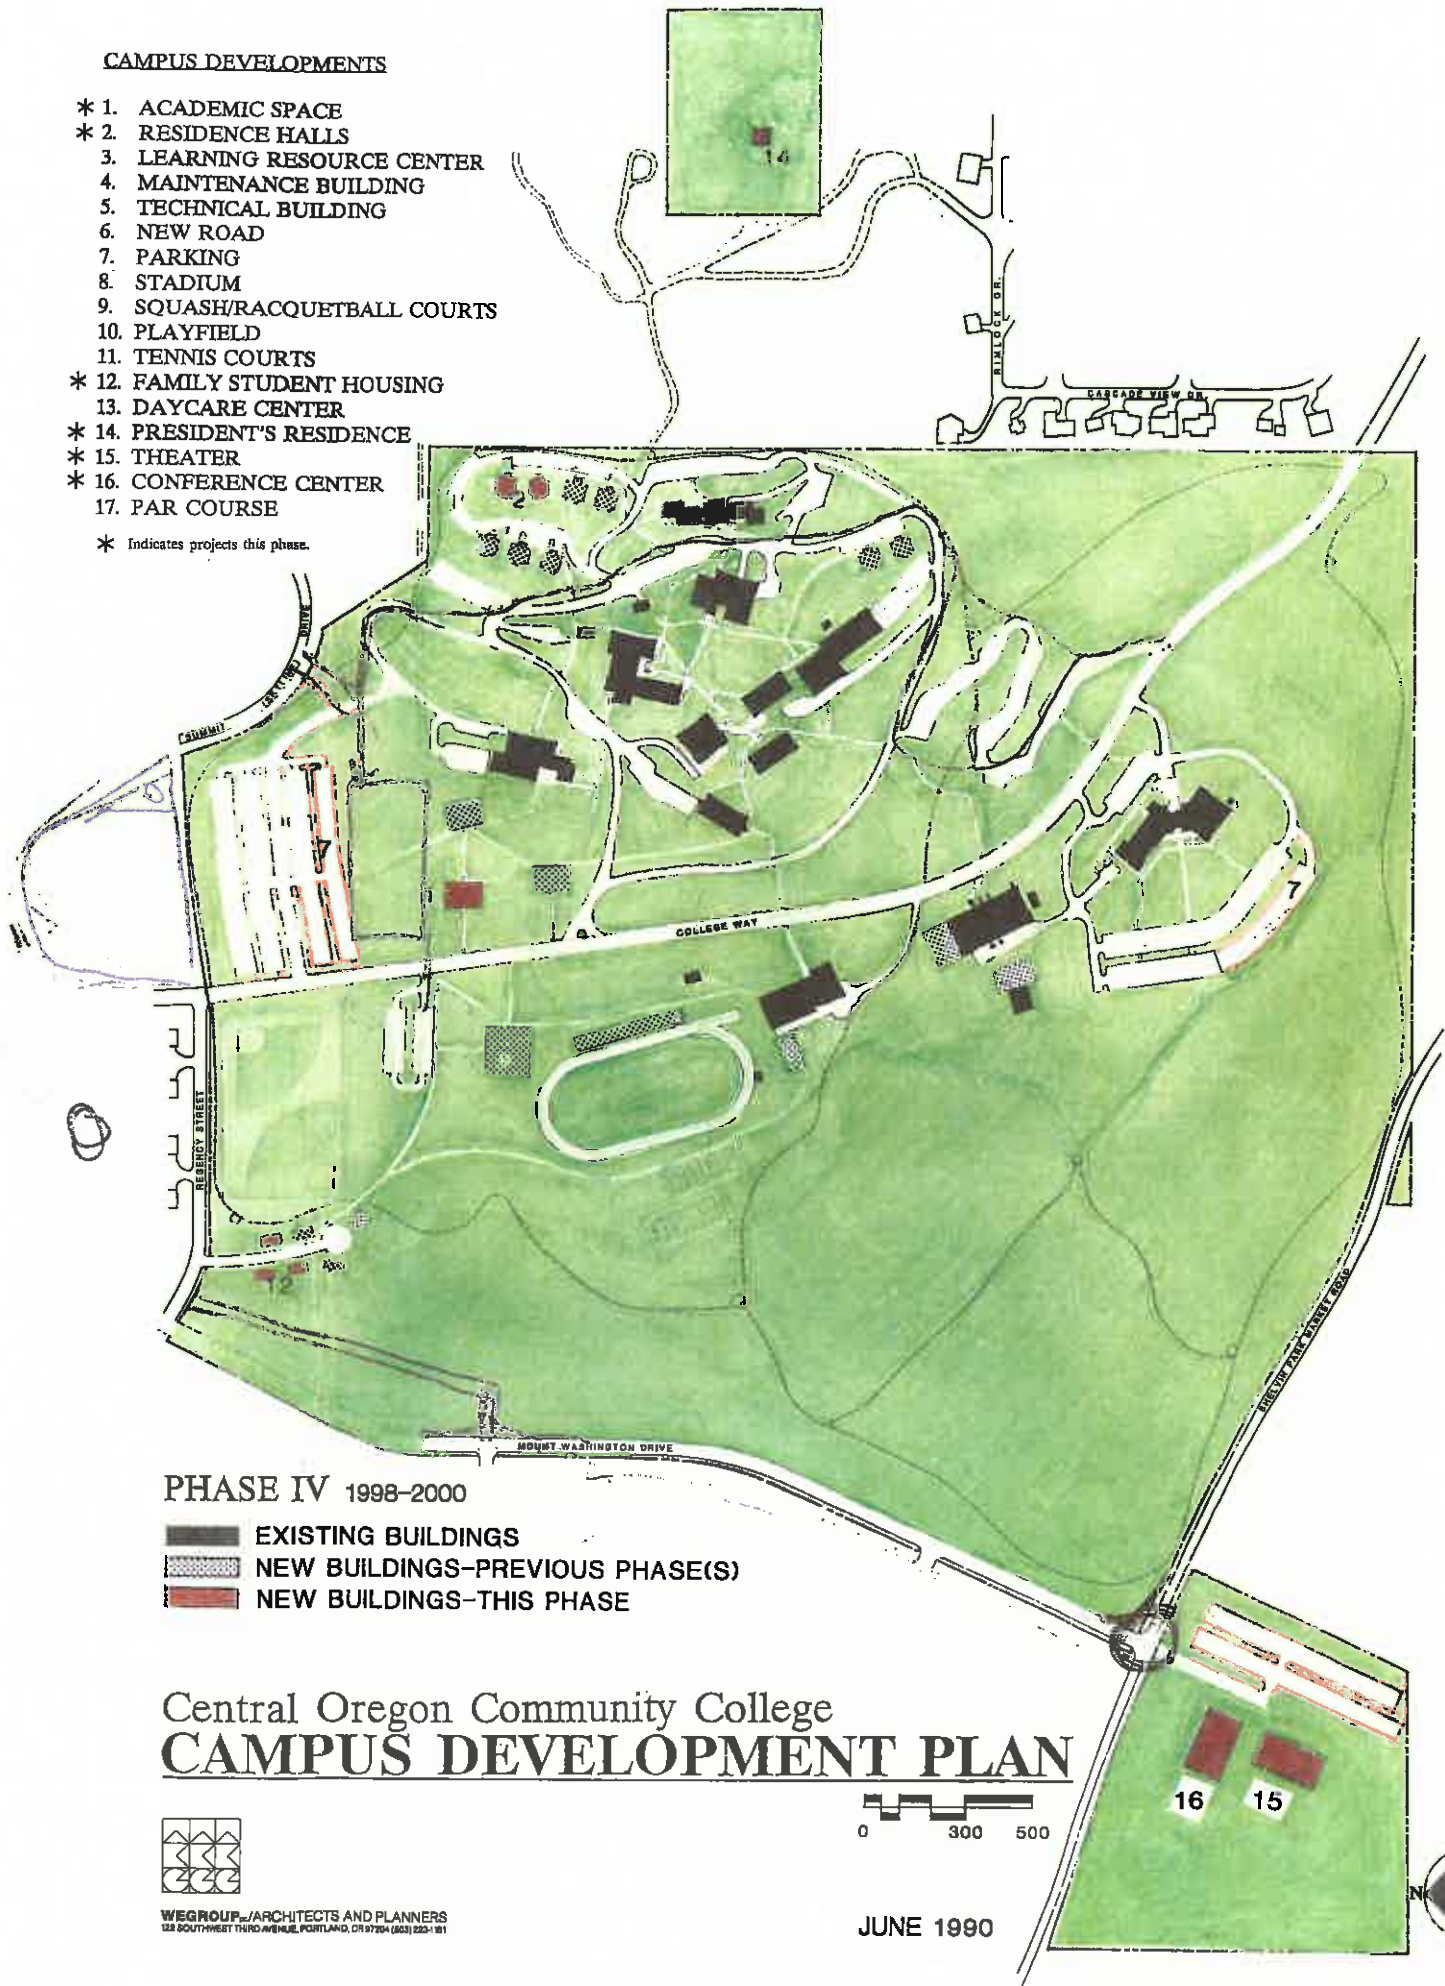 CAMPUS DEVELOPMENTS
* 1. ACADEMIC SPACE
* 2. RESIDENCE HALLS
3. LEARNING RESOURCE CENTER
4. MAINTENANCE BUILDING
5. TECHNICAL BUILDING
6. NEW ROAD
7. PARKING
8. STADIUM
9. SQUASH/RACQUETBALL COURTS
10. PLAYFIELD
11. TENNIS COURTS
* 12. FAMILY STUDENT HOUSING
13. DAYCARE CENTER
* 14. PRESIDENT'S RESIDENCE
* 15. THEATER
* 16. CONFERENCE CENTER
17. PAR COURSE
* Indicates projects this phase.
14
RIMLOCK DR.
CASCADE VIEW DR.
2
SUMMIT
DRIVE
7
7
COLLEGE WAY
REGENCY STREET
12
SHELVIN PARK MARKET ROAD
MOUNT WASHINGTON DRIVE
PHASE IV 1998-2000
EXISTING BUILDINGS
NEW BUILDINGS-PREVIOUS PHASE(S)
NEW BUILDINGS-THIS PHASE
Central Oregon Community College
CAMPUS DEVELOPMENT PLAN
16
15
0 300 500
N
WEGROUP/ARCHITECTS AND PLANNERS
JUNE 1990